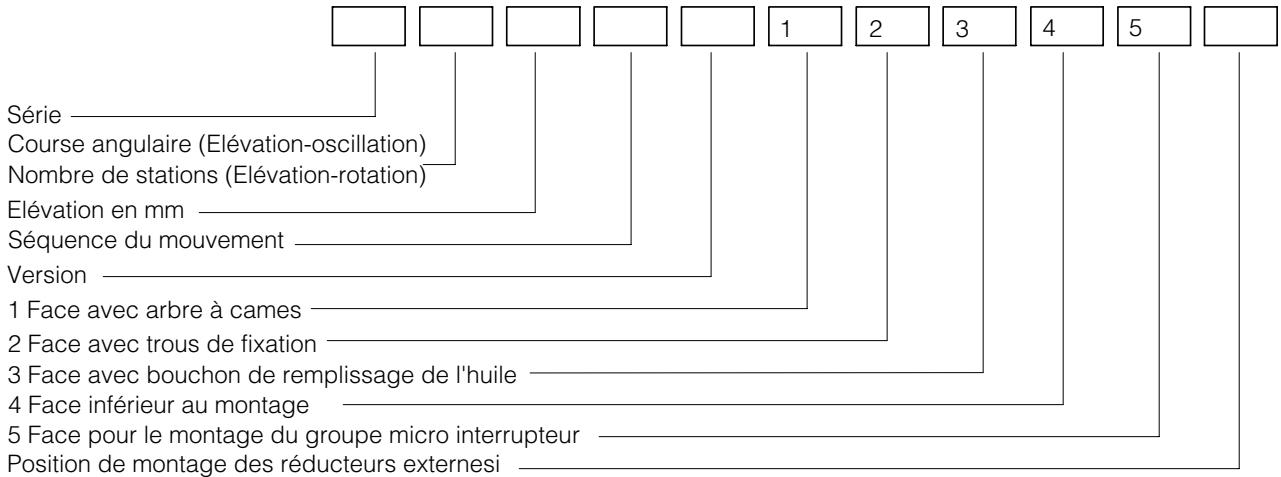 1 2 3 4 5
Série
Course angulaire (Elévation-oscillation)
Nombre de stations (Elévation-rotation)
Elévation en mm
Séquence du mouvement
Version
1 Face avec arbre à cames
2 Face avec trous de fixation
3 Face avec bouchon de remplissage de l'huile
4 Face inférieur au montage
5 Face pour le montage du groupe micro interrupteur
Position de montage des réducteurs externesi